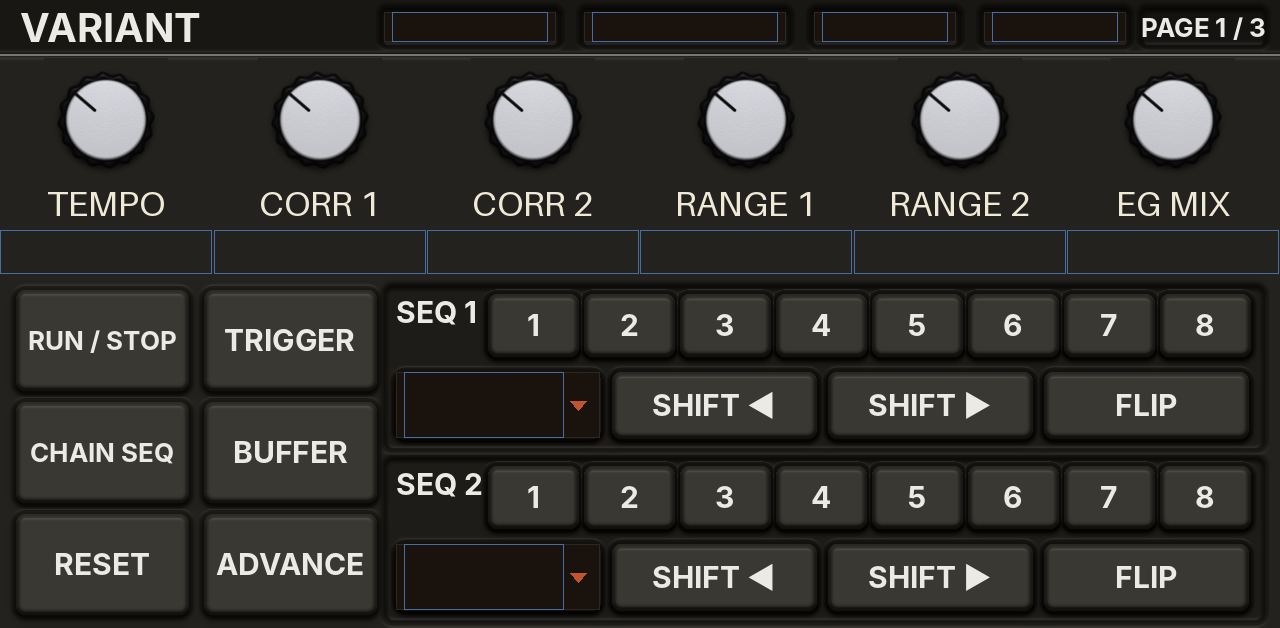 VARIANT PAGE 1 / 3
TEMPO CORR 1 CORR 2 RANGE 1 RANGE 2 EG MIX
RUN / STOP TRIGGER
CHAIN SEQ BUFFER
RESET ADVANCE
SEQ 1 1 2 3 4 5 6 7 8
SHIFT ◀ SHIFT ▶ FLIP
SEQ 2 1 2 3 4 5 6 7 8
SHIFT ◀ SHIFT ▶ FLIP